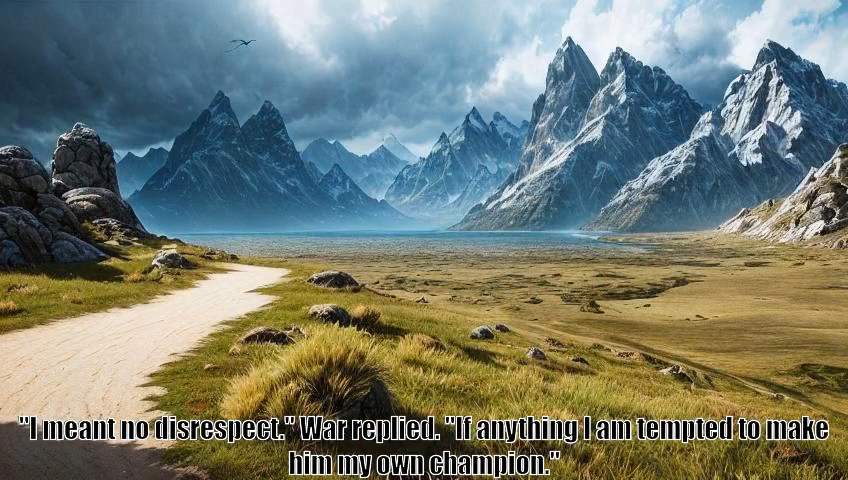 "I meant no disrespect." War replied. "If anything I am tempted to make
him my own champion."